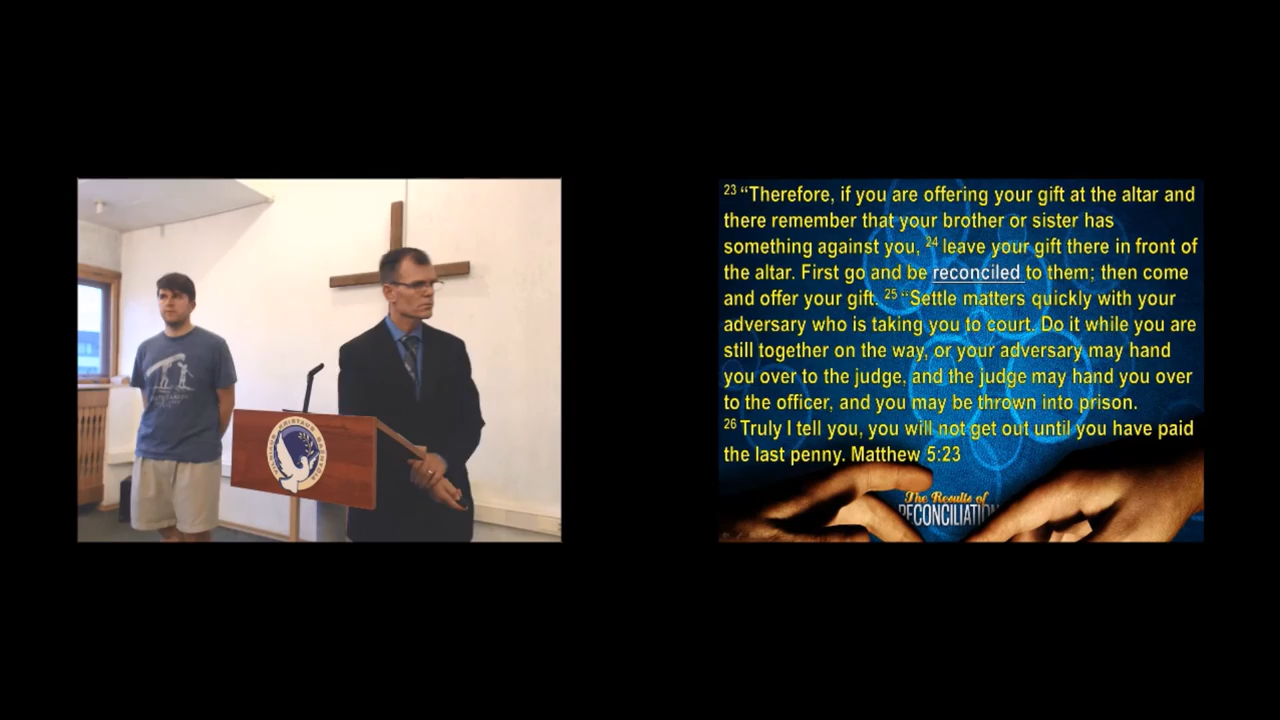 VILNIAUS KRISTAUS BAŽNYČIA
23 “Therefore, if you are offering your gift at the altar and
there remember that your brother or sister has
something against you, 24 leave your gift there in front of
the altar. First go and be reconciled to them; then come
and offer your gift. 25 “Settle matters quickly with your
adversary who is taking you to court. Do it while you are
still together on the way, or your adversary may hand
you over to the judge, and the judge may hand you over
to the officer, and you may be thrown into prison.
26 Truly I tell you, you will not get out until you have paid
the last penny. Matthew 5:23
The Results of
RECONCILIATION